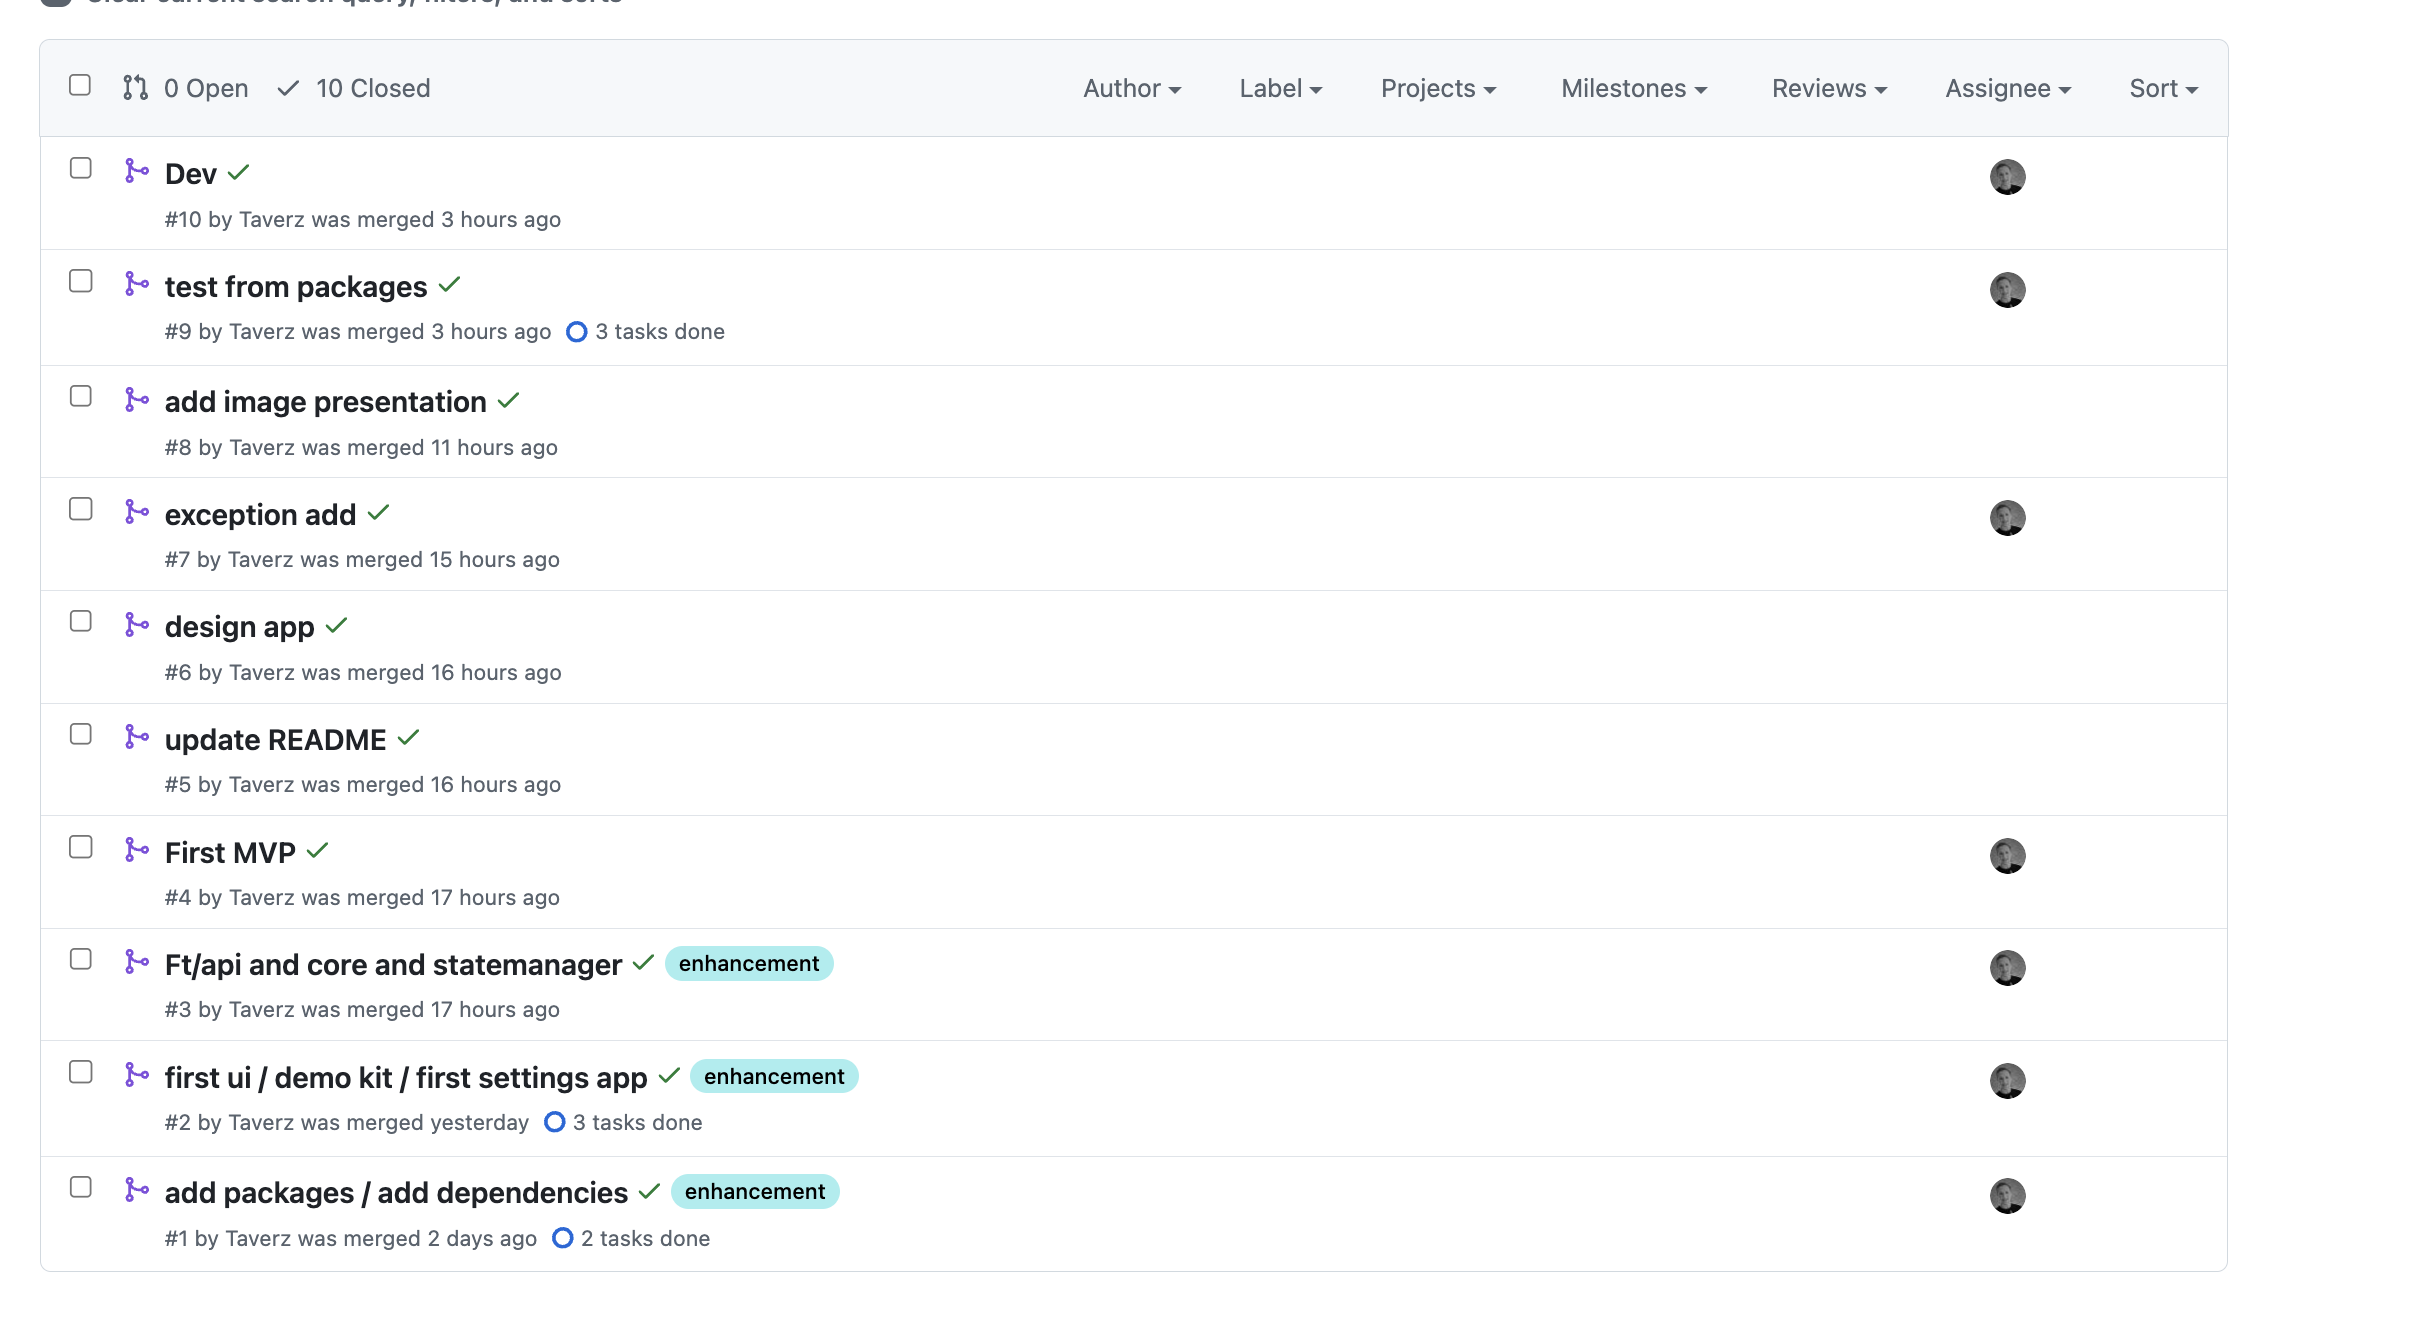 Clear current search query, filters, and sorts
0 Open 10 Closed Author Label Projects Milestones Reviews Assignee Sort
Dev
#10 by Taverz was merged 3 hours ago
test from packages
#9 by Taverz was merged 3 hours ago 3 tasks done
add image presentation
#8 by Taverz was merged 11 hours ago
exception add
#7 by Taverz was merged 15 hours ago
design app
#6 by Taverz was merged 16 hours ago
update README
#5 by Taverz was merged 16 hours ago
First MVP
#4 by Taverz was merged 17 hours ago
Ft/api and core and statemanager enhancement
#3 by Taverz was merged 17 hours ago
first ui / demo kit / first settings app enhancement
#2 by Taverz was merged yesterday 3 tasks done
add packages / add dependencies enhancement
#1 by Taverz was merged 2 days ago 2 tasks done